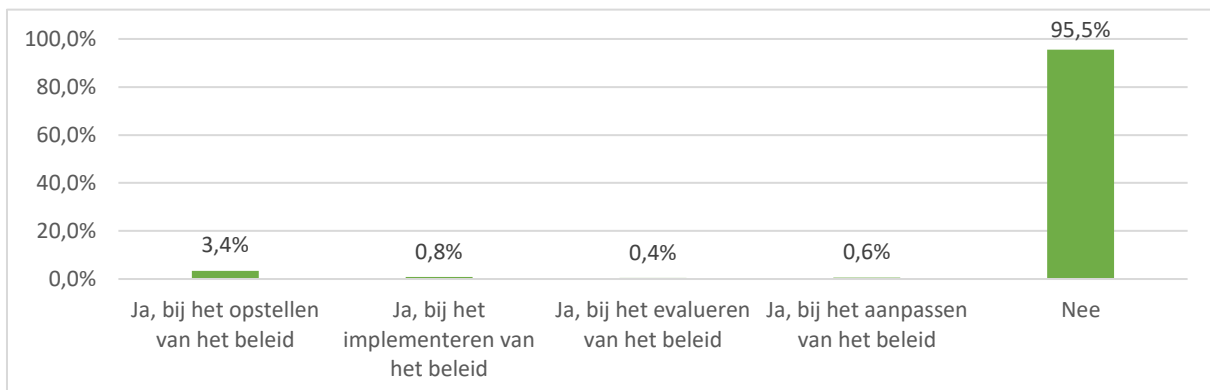 100,0%
80,0%
60,0%
40,0%
20,0%
0,0%
3,4%
0,8%
0,4%
0,6%
95,5%
Ja, bij het opstellen
van het beleid
Ja, bij het
implementeren van
het beleid
Ja, bij het evalueren
van het beleid
Ja, bij het aanpassen
van het beleid
Nee